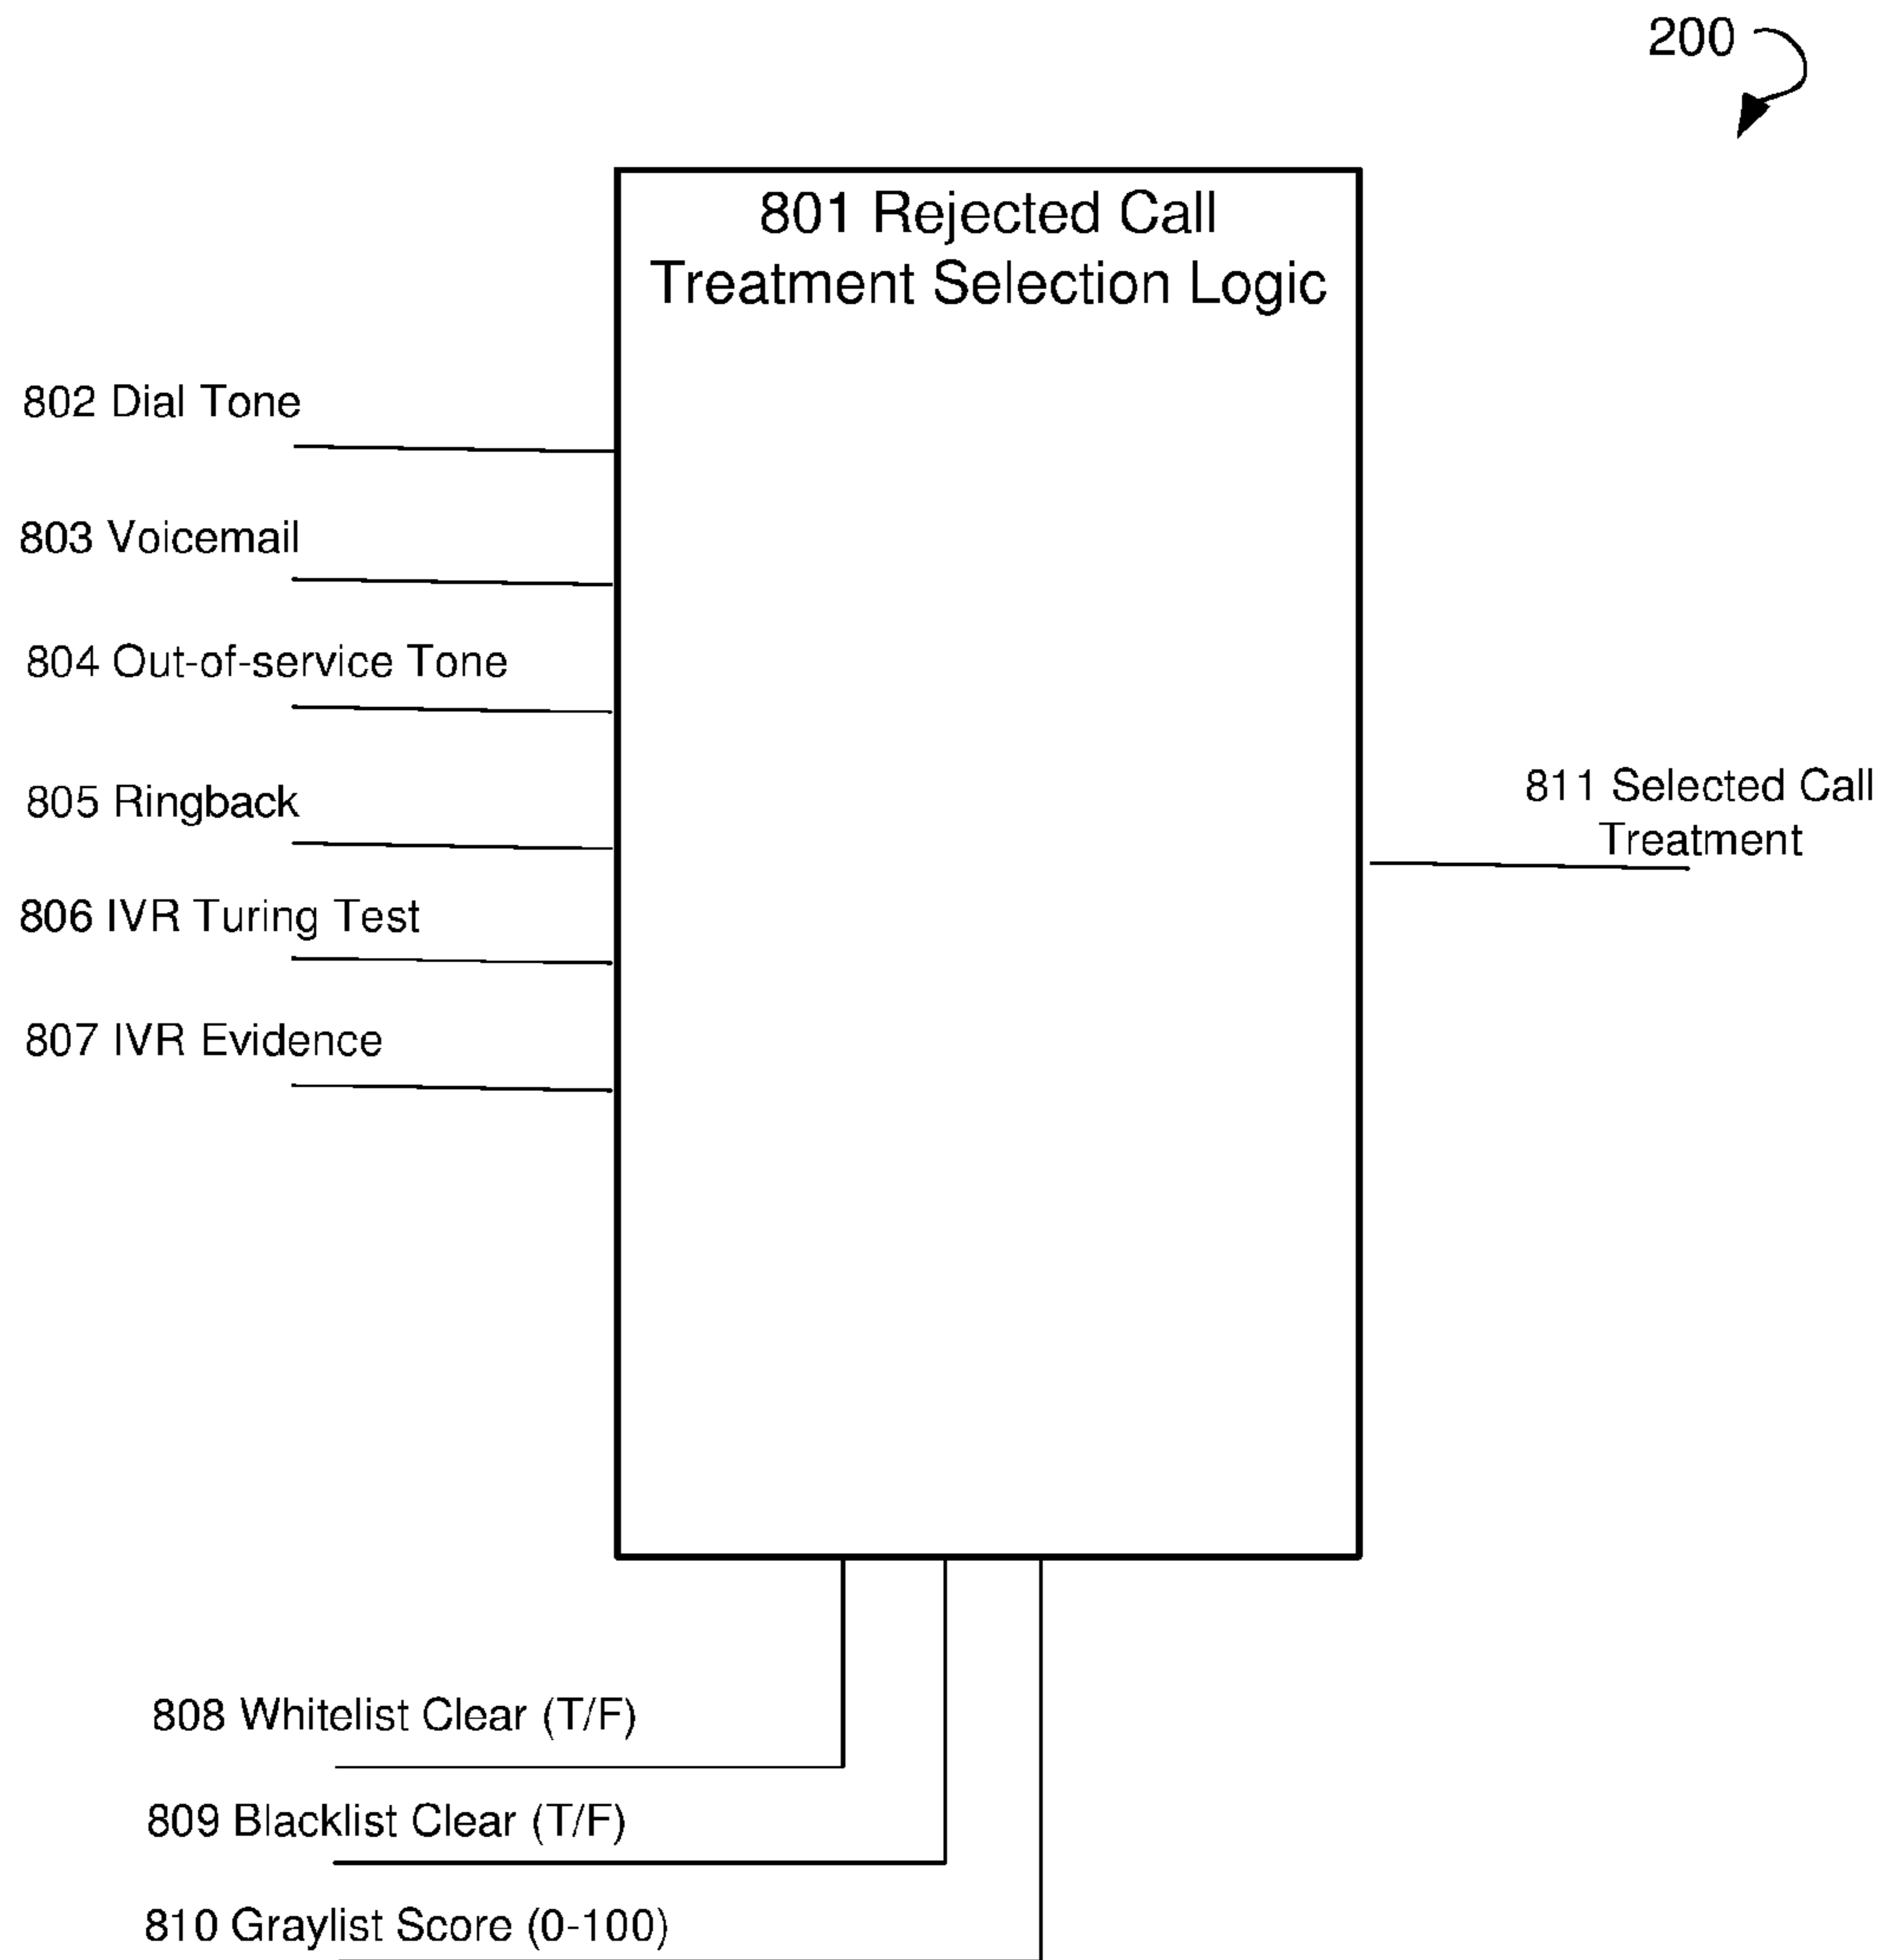 200
801 Rejected Call
Treatment Selection Logic
802 Dial Tone
803 Voicemail
804 Out-of-service Tone
805 Ringback
806 IVR Turing Test
807 IVR Evidence
811 Selected Call
Treatment
808 Whitelist Clear (T/F)
809 Blacklist Clear (T/F)
810 Graylist Score (0-100)